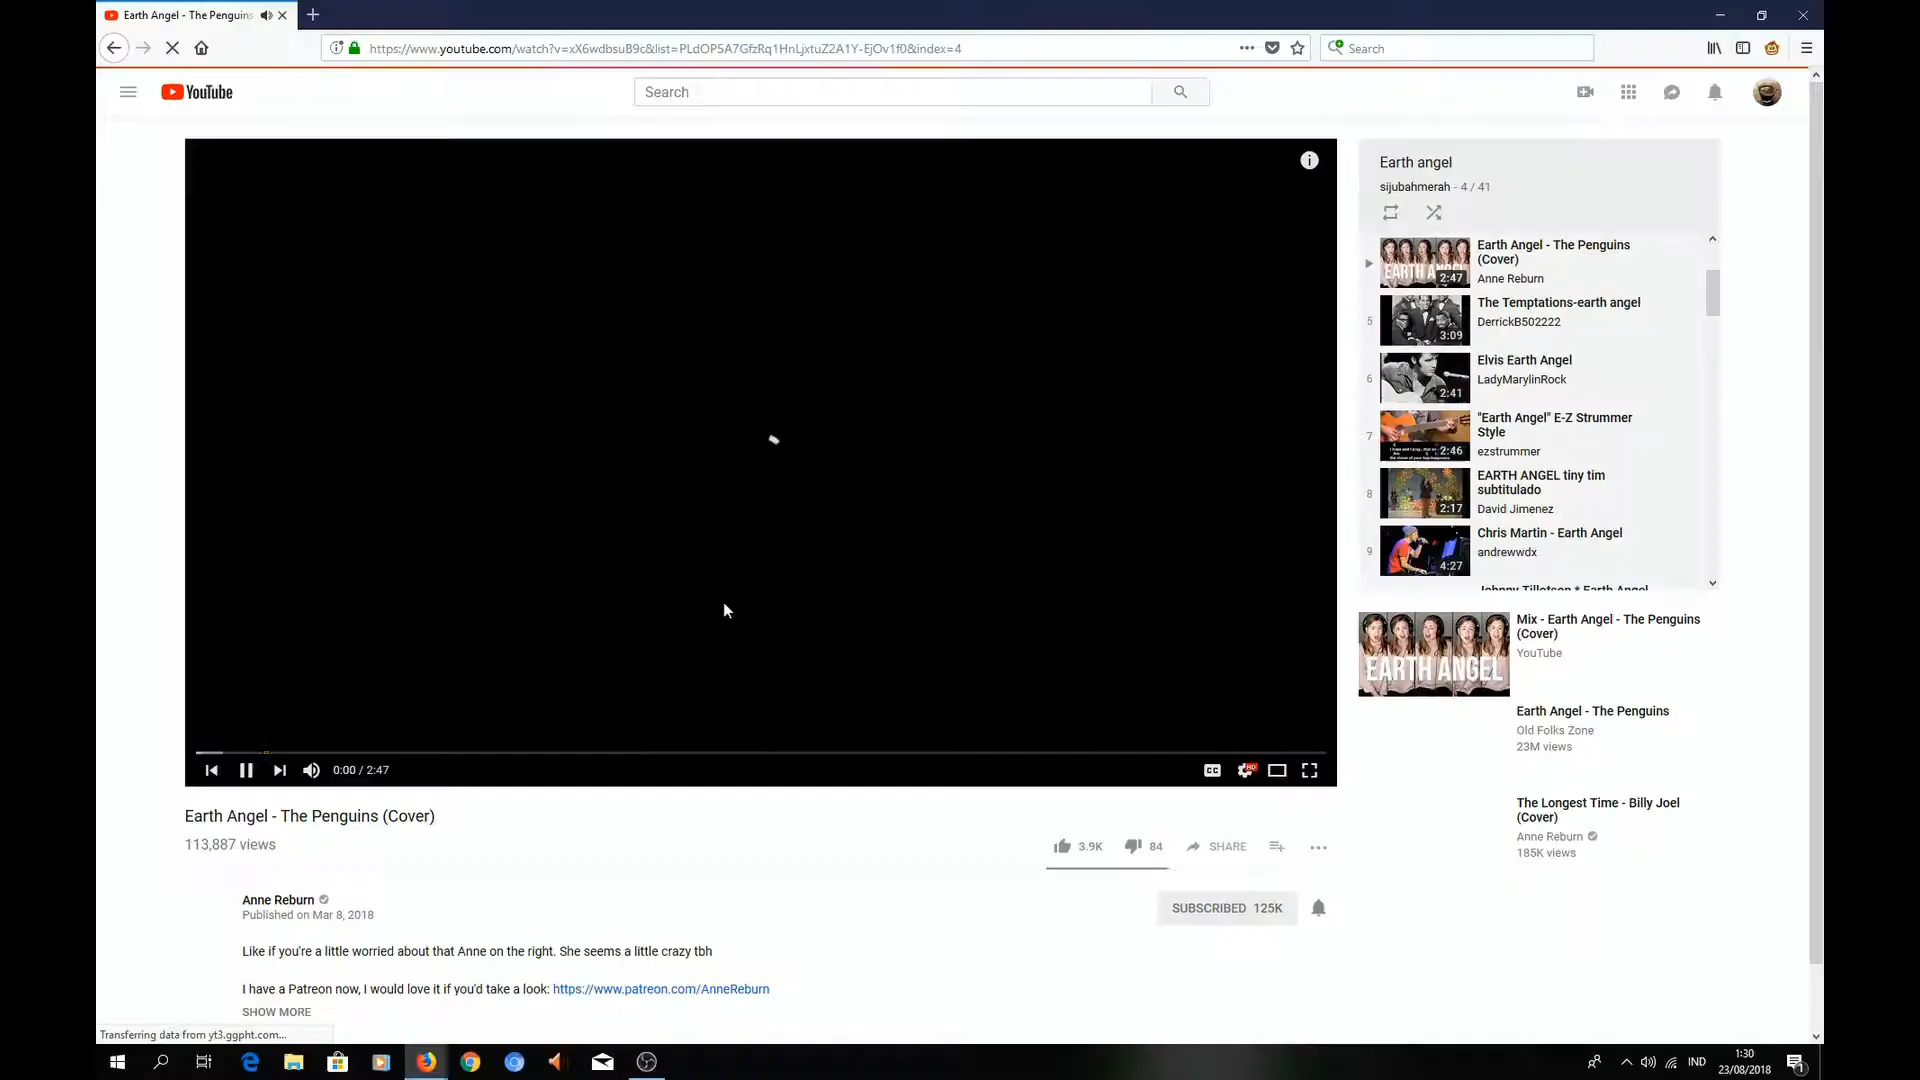 Earth Angel - The Penguins
https://www.youtube.com/watch?v=xX6wdbsuB9c&list=PLdOP5A7GfzRq1HnLjxtuZ2A1Y-EjOv1f0&index=4
Search
YouTube
Search
Earth angel
sijubahmerah - 4 / 41
Earth Angel - The Penguins
(Cover)
Anne Reburn
2:47
5
The Temptations-earth angel
DerrickB502222
3:09
6
Elvis Earth Angel
LadyMarylinRock
2:41
7
"Earth Angel" E-Z Strummer
Style
ezstrummer
2:46
8
EARTH ANGEL tiny tim
subtitulado
David Jimenez
2:17
9
Chris Martin - Earth Angel
andrewwdx
4:27
Johnny Tillotson * Earth Angel
EARTH ANGEL
Mix - Earth Angel - The Penguins
(Cover)
YouTube
Earth Angel - The Penguins
Old Folks Zone
23M views
The Longest Time - Billy Joel
(Cover)
Anne Reburn
185K views
0:00 / 2:47
CC
HD
Earth Angel - The Penguins (Cover)
113,887 views
3.9K
84
SHARE
Anne Reburn
Published on Mar 8, 2018
SUBSCRIBED 125K
Like if you're a little worried about that Anne on the right. She seems a little crazy tbh
I have a Patreon now, I would love it if you'd take a look: https://www.patreon.com/AnneReburn
SHOW MORE
Transferring data from yt3.ggpht.com...
IND
1:30
23/08/2018
1